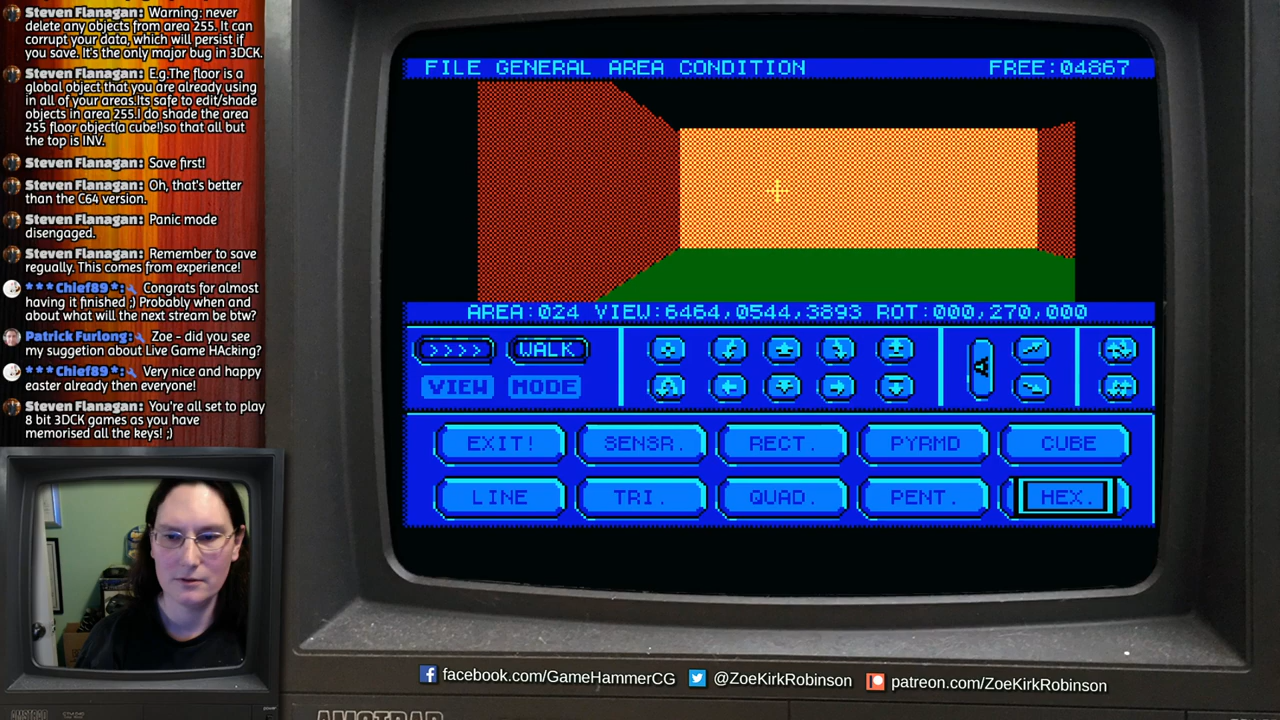 Steven Flanagan: Warning: never
delete any objects from area 255. It can
corrupt your data, which will persist if
you save. It's the only major bug in 3DCK.
Steven Flanagan: E.g.The floor is a
global object that you are already using
in all of your areas.Its safe to edit/shade
objects in area 255.I do shade the area
255 floor object(a cube!)so that all but
the top is INV.
Steven Flanagan: Save first!
Steven Flanagan: Oh, that's better
than the C64 version.
Steven Flanagan: Panic mode
disengaged.
Steven Flanagan: Remember to save
regually. This comes from experience!
***Chief89*: Congrats for almost
having it finished ;) Probably when and
about what will the next stream be btw?
Patrick Furlong: Zoe - did you see
my suggetion about Live Game HAcking?
***Chief89*: Very nice and happy
easter already then everyone!
Steven Flanagan: You're all set to play
8 bit 3DCK games as you have
memorised all the keys! ;)
FILE GENERAL AREA CONDITION FREE:04867
AREA:024 VIEW:6464,0544,3893 ROT:000,270,000
>>>> WALK
VIEW MODE
A
EXIT! SENSR. RECT. PYRMD CUBE
LINE TRI. QUAD. PENT. HEX.
facebook.com/GameHammerCG @ZoeKirkRobinson patreon.com/ZoeKirkRobinson